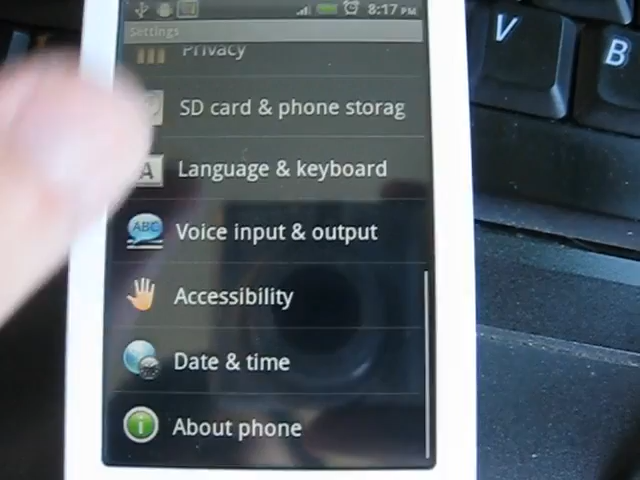 8:17 PM
Settings
Privacy
SD card & phone storag
A
Language & keyboard
ABC
Voice input & output
Accessibility
Date & time
i
About phone
V
B